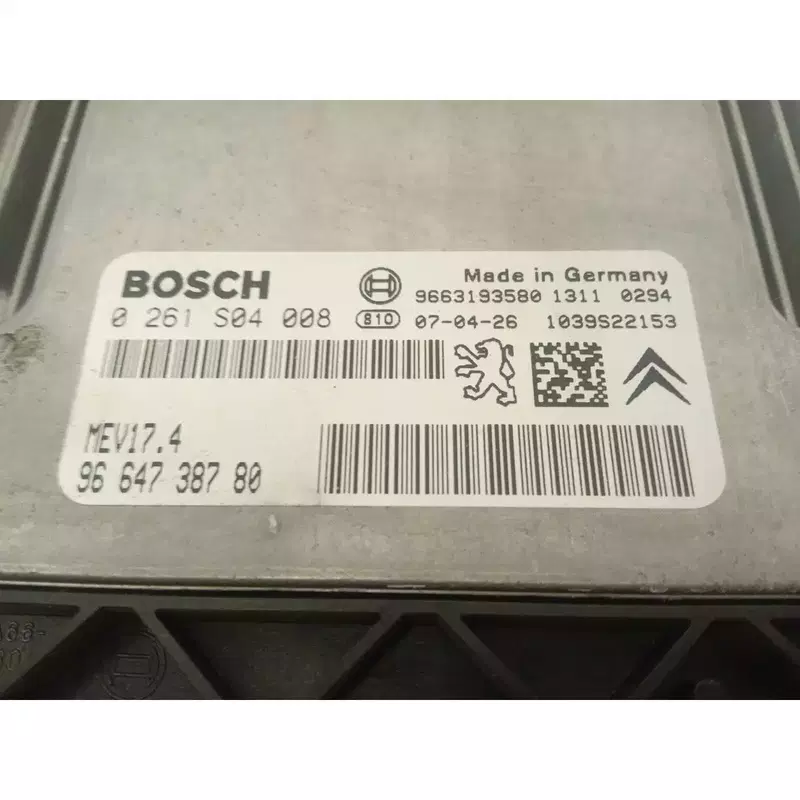 BOSCH
Made in Germany
9663193580 1311 0294
0 261 S04 008
810 07-04-26 1039S22153
MEV17.4
96 647 387 80